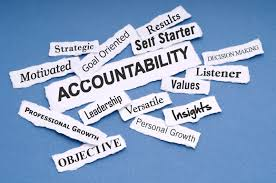 Results
Self Starter
Goal Oriented
Strategic
DECISION MAKING
Motivated
ACCOUNTABILITY
Listener
Values
Leadership
Versatile
Insights
PROFESSIONAL GROWTH
Personal Growth
OBJECTIVE